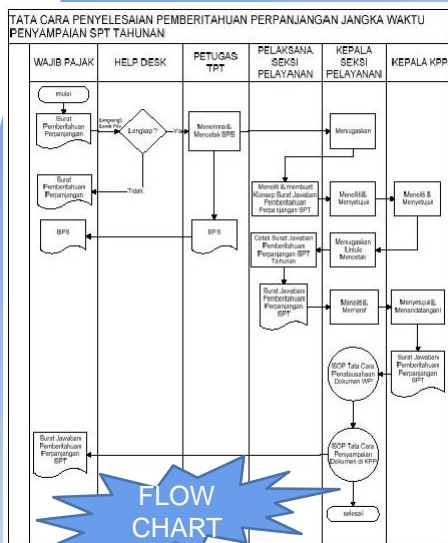 TATA CARA PENYELESAIAN PEMBERITAHUAN PERPANJANGAN JANGKA WAKTU
PENYAMPAIAN SPT TAHUNAN
WAJIB PAJAK
HELP DESK
PETUGAS
TPT
PELAKSANA
SEKSI
PELAYANAN
KEPALA
SEKSI
PELAYANAN
KEPALA KPP
mulai
Surat
Pemberitahuan
Perpanjangan
Lengkap?
Ya
Menerima &
Mencetak BPS
Menugaskan
Surat
Pemberitahuan
Perpanjangan
Tidak
Meneliti & membuat
Konsep Surat Jawaban
Pemberitahuan
Perpanjangan SPT
Meneliti &
Menyetujui
Meneliti &
Menyetujui
BPS
BPS
Cetak Surat Jawaban
Pemberitahuan
Perpanjangan SPT
Tahunan
Menugaskan
Untuk
Mencetak
Surat Jawaban
Pemberitahuan
Perpanjangan
SPT
Meneliti &
Memaraf
Menyetujui &
Menandatangani
SOP Tata Cara
Penatausahaan
Dokumen WP
Surat Jawaban
Pemberitahuan
Perpanjangan
SPT
Surat Jawaban
Pemberitahuan
Perpanjangan
SPT
SOP Tata Cara
Penyampaian
Dokumen di KPP
selesai
FLOW
CHART